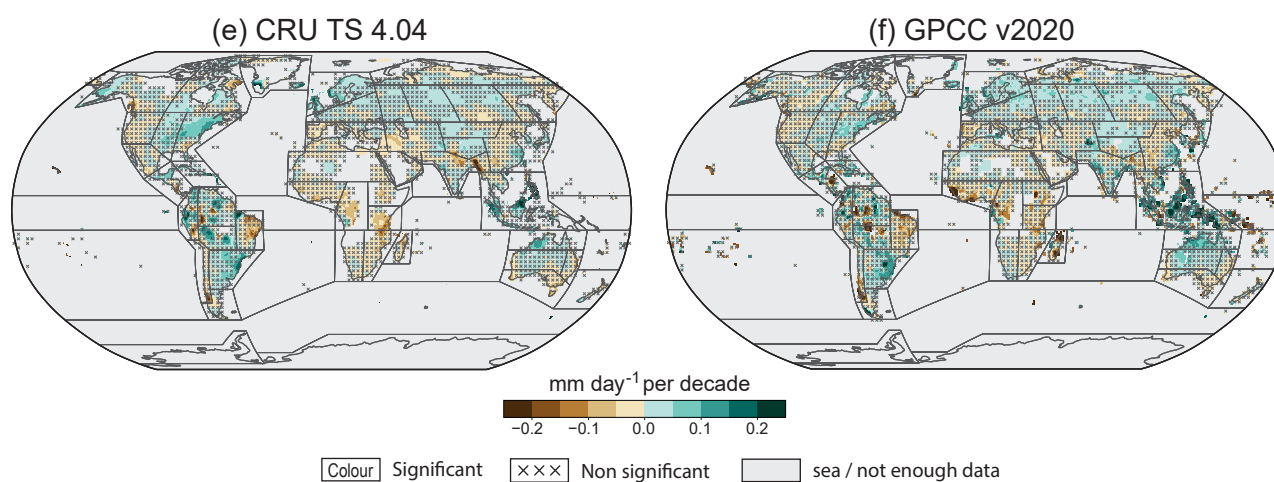 (e) CRU TS 4.04
(f) GPCC v2020
mm day⁻¹ per decade
−0.2 −0.1 0.0 0.1 0.2
Colour Significant ××× Non significant sea / not enough data